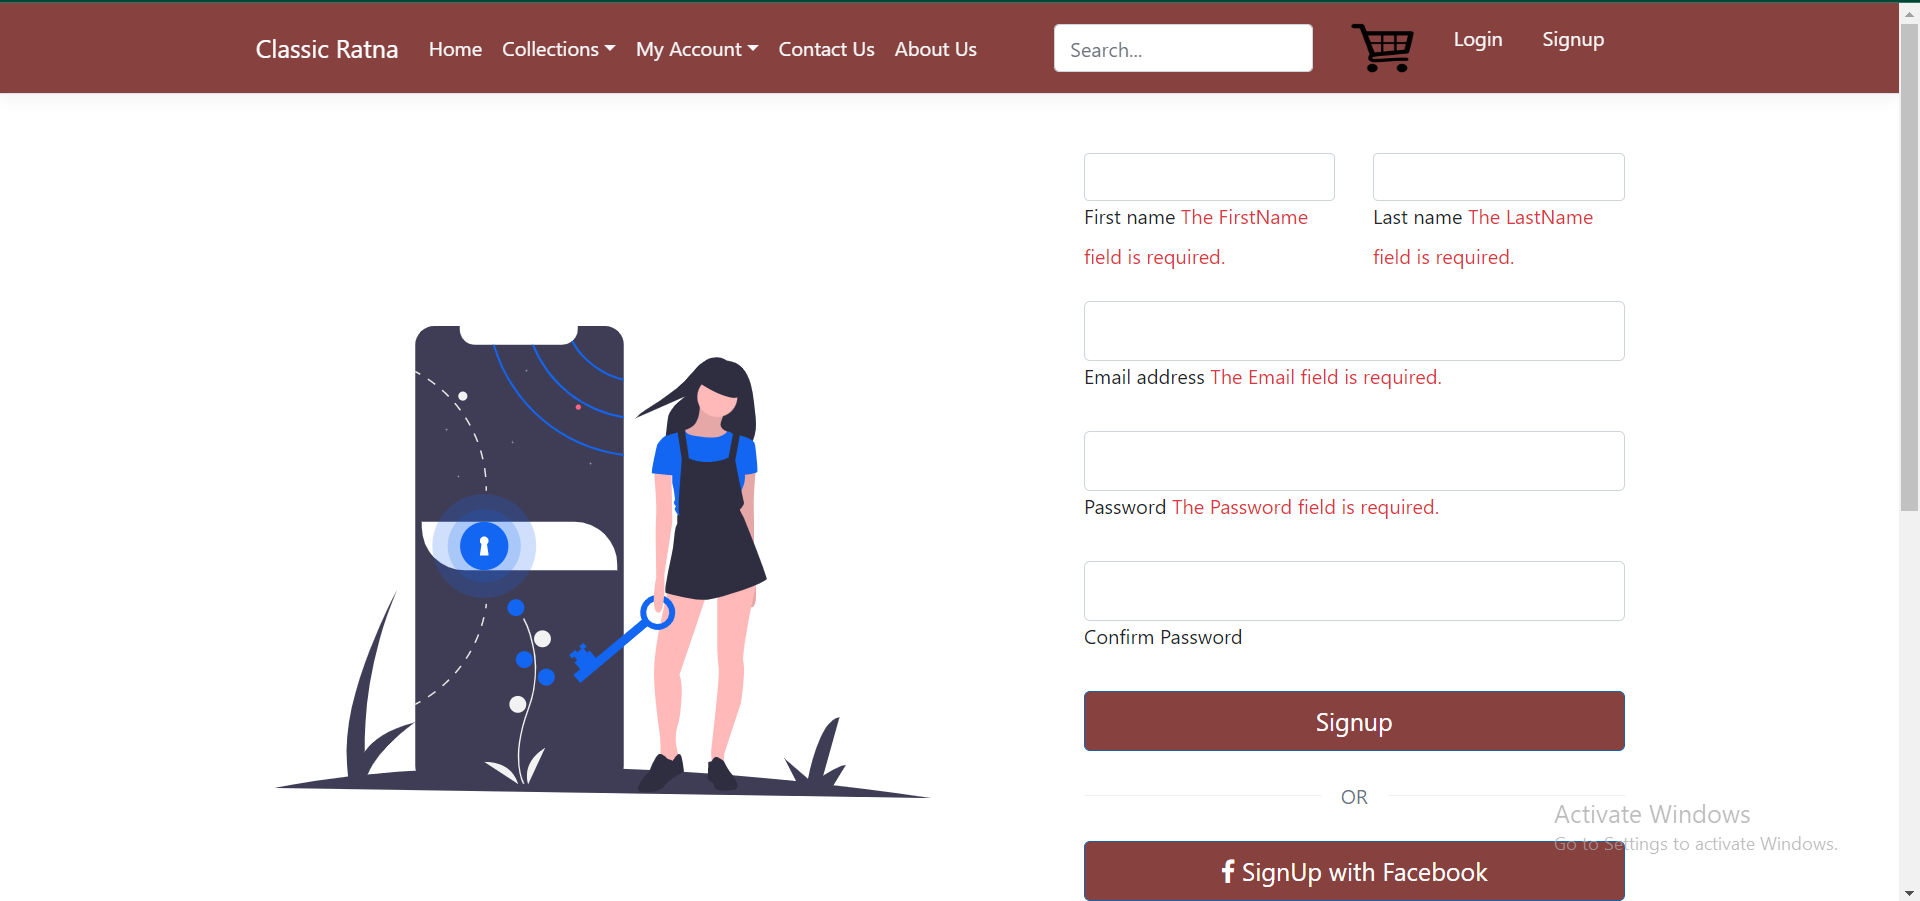 Classic Ratna Home Collections My Account Contact Us About Us Search... Login Signup
First name The FirstName field is required.
Last name The LastName field is required.
Email address The Email field is required.
Password The Password field is required.
Confirm Password
Signup
OR
Activate Windows
Go to Settings to activate Windows.
SignUp with Facebook